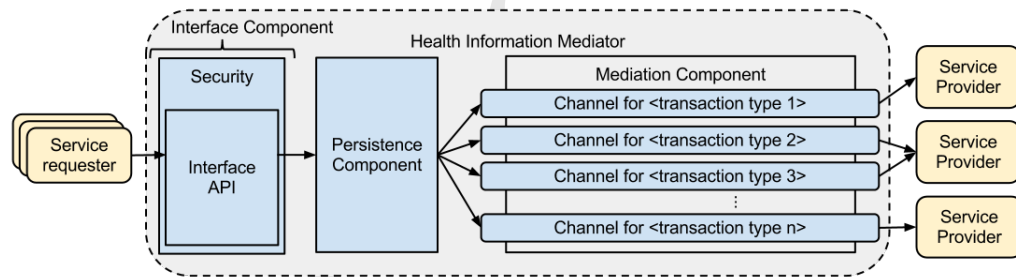 Interface Component
Health Information Mediator
Security
Mediation Component
Service
Provider
Channel for <transaction type 1>
Service
requester
Interface
API
Persistence
Component
Channel for <transaction type 2>
Channel for <transaction type 3>
Service
Provider
⋮
Channel for <transaction type n>
Service
Provider